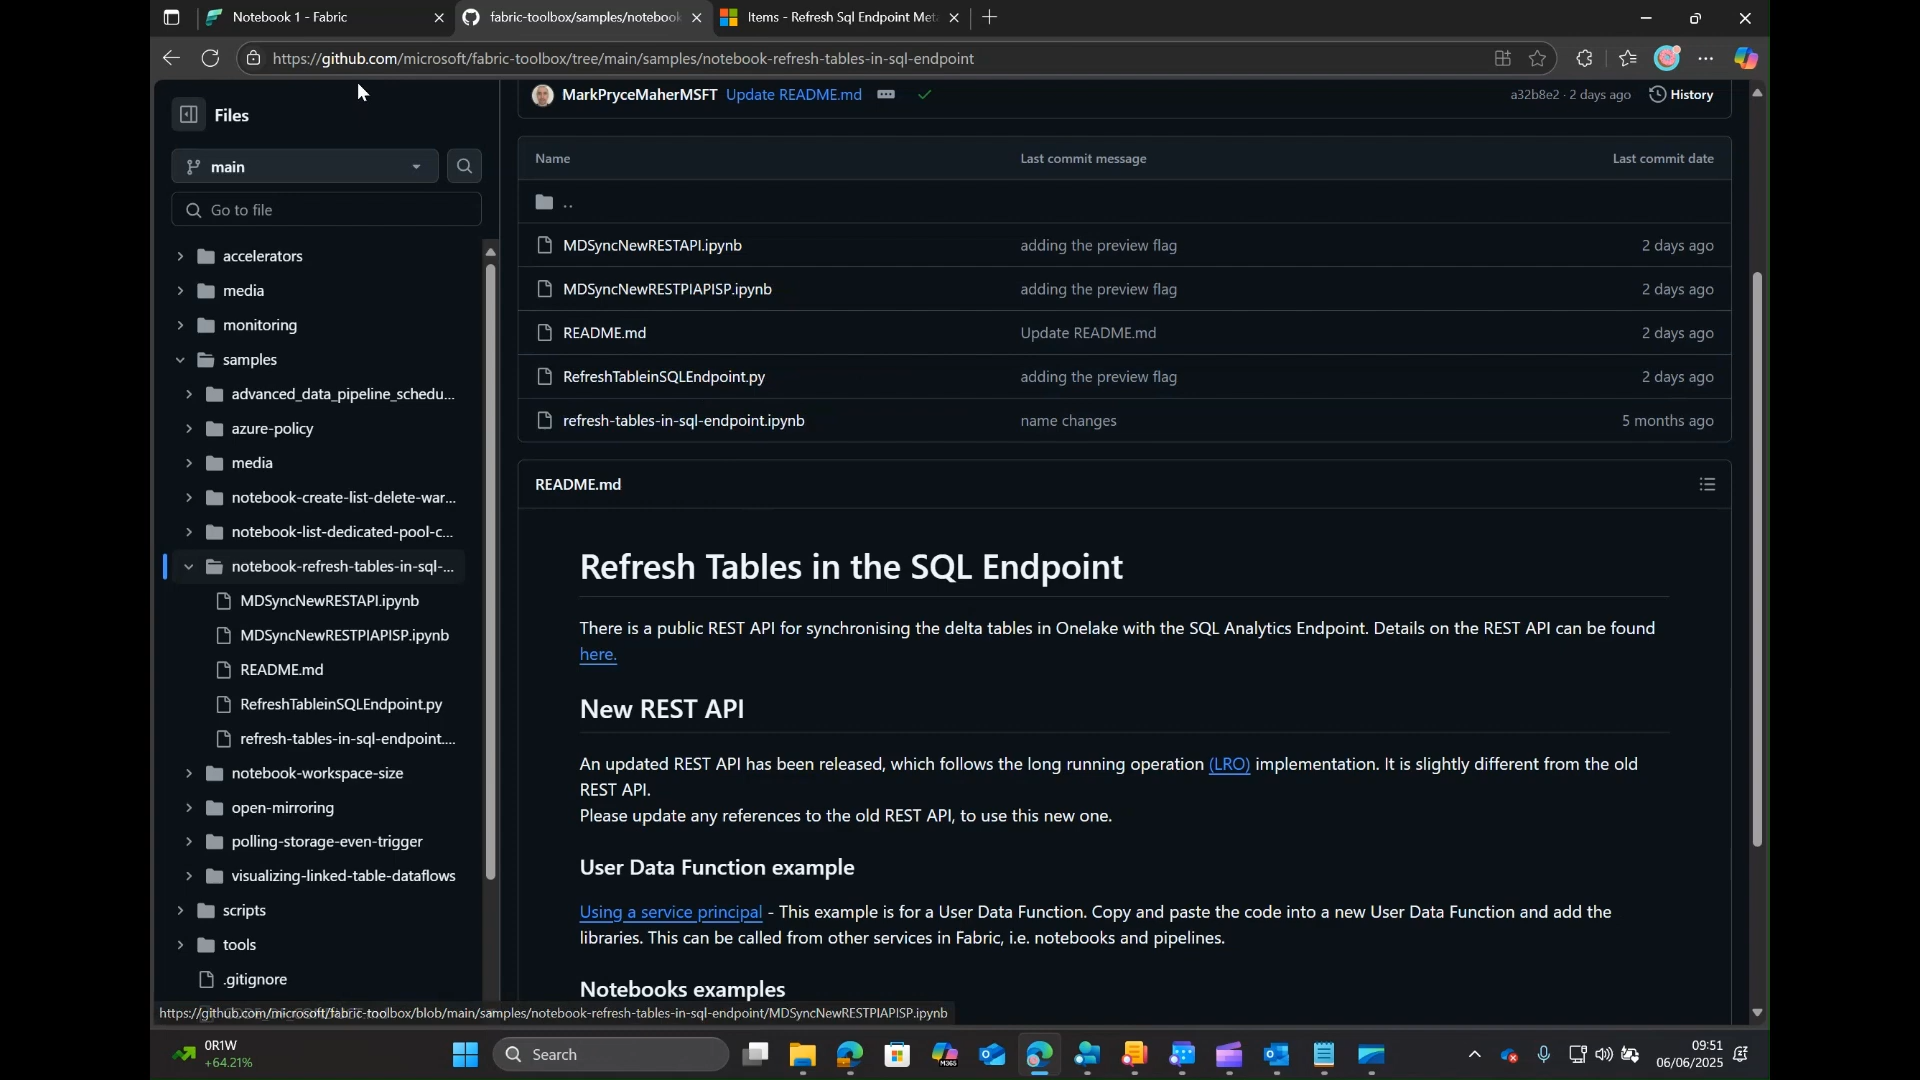 Notebook 1 - Fabric
fabric-toolbox/samples/notebook
Items - Refresh Sql Endpoint Met
https://github.com/microsoft/fabric-toolbox/tree/main/samples/notebook-refresh-tables-in-sql-endpoint
Files
main
Go to file
accelerators
media
monitoring
samples
advanced_data_pipeline_schedu...
azure-policy
media
notebook-create-list-delete-war...
notebook-list-dedicated-pool-c...
notebook-refresh-tables-in-sql-...
MDSyncNewRESTAPI.ipynb
MDSyncNewRESTPIAPISP.ipynb
README.md
RefreshTableinSQLEndpoint.py
refresh-tables-in-sql-endpoint....
notebook-workspace-size
open-mirroring
polling-storage-even-trigger
visualizing-linked-table-dataflows
scripts
tools
.gitignore
MarkPryceMaherMSFT Update README.md
a32b8e2 · 2 days ago History
Name Last commit message Last commit date
..
MDSyncNewRESTAPI.ipynb adding the preview flag 2 days ago
MDSyncNewRESTPIAPISP.ipynb adding the preview flag 2 days ago
README.md Update README.md 2 days ago
RefreshTableinSQLEndpoint.py adding the preview flag 2 days ago
refresh-tables-in-sql-endpoint.ipynb name changes 5 months ago
README.md
Refresh Tables in the SQL Endpoint
There is a public REST API for synchronising the delta tables in Onelake with the SQL Analytics Endpoint. Details on the REST API can be found
here.
New REST API
An updated REST API has been released, which follows the long running operation (LRO) implementation. It is slightly different from the old
REST API.
Please update any references to the old REST API, to use this new one.
User Data Function example
Using a service principal - This example is for a User Data Function. Copy and paste the code into a new User Data Function and add the
libraries. This can be called from other services in Fabric, i.e. notebooks and pipelines.
Notebooks examples
https://github.com/microsoft/fabric-toolbox/blob/main/samples/notebook-refresh-tables-in-sql-endpoint/MDSyncNewRESTPIAPISP.ipynb
0R1W
+64.21%
Search
M365
09:51
06/06/2025